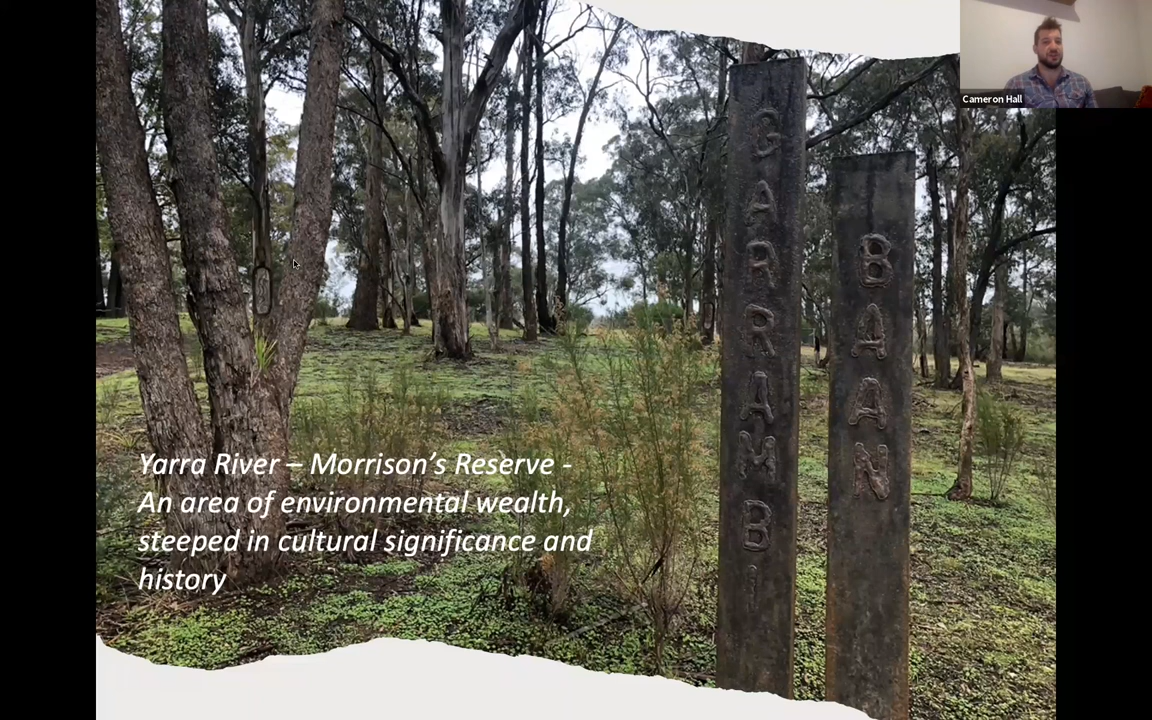 Cameron Hall
GARRAMBI
BAAN
Yarra River – Morrison's Reserve -
An area of environmental wealth,
steeped in cultural significance and
history